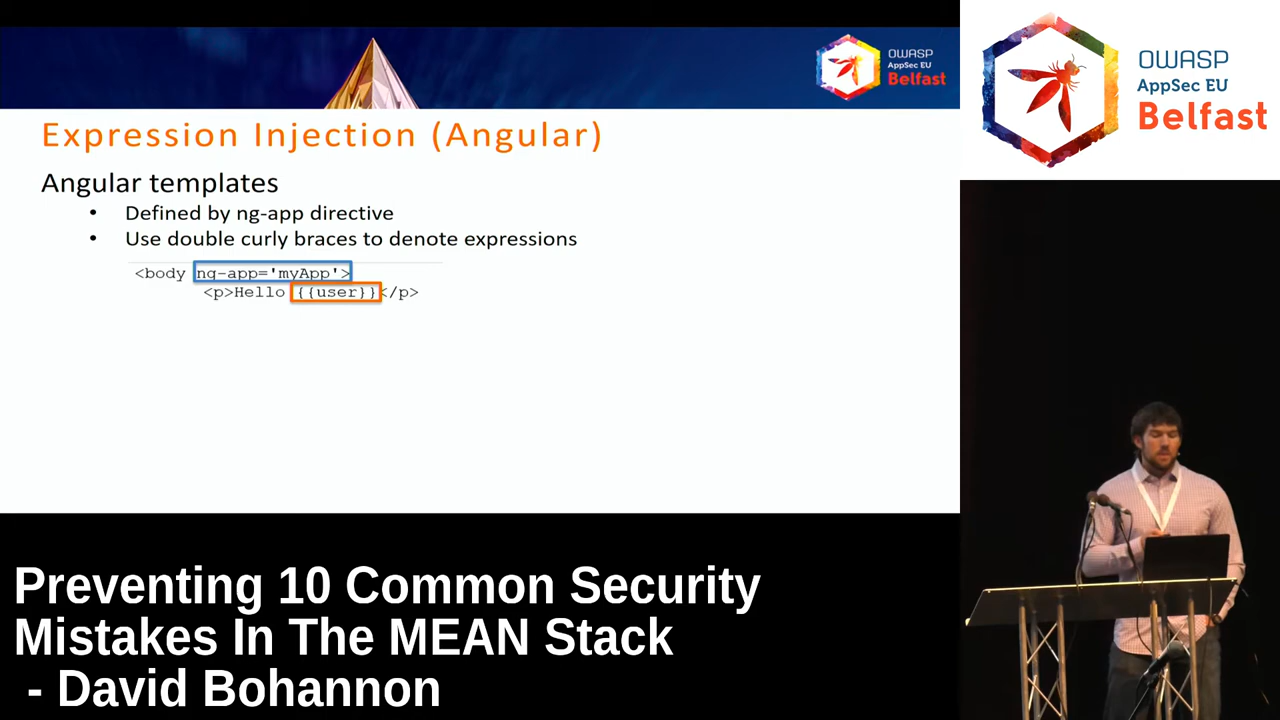 OWASP
AppSec EU
Belfast
OWASP
AppSec EU
Belfast
Expression Injection (Angular)
Angular templates
• Defined by ng-app directive
• Use double curly braces to denote expressions
<body ng-app='myApp'>
<p>Hello {{user}}</p>
Preventing 10 Common Security
Mistakes In The MEAN Stack
- David Bohannon